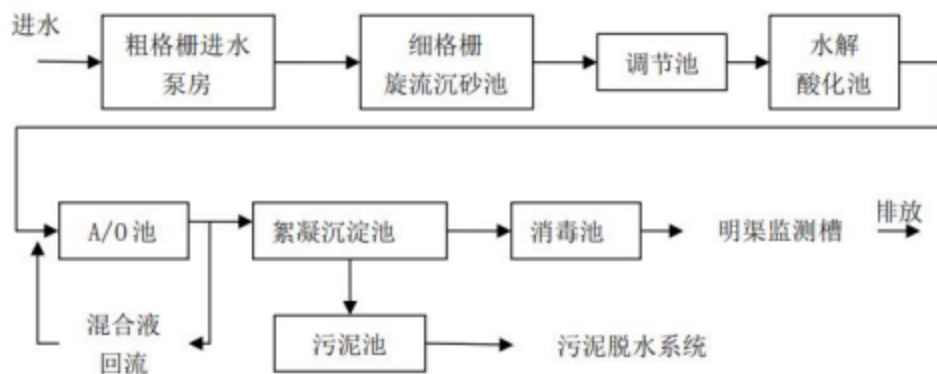 进水
粗格栅进水
泵房
细格栅
旋流沉砂池
调节池
水解
酸化池
A/O 池
絮凝沉淀池
消毒池
明渠监测槽
排放
混合液
回流
污泥池
污泥脱水系统